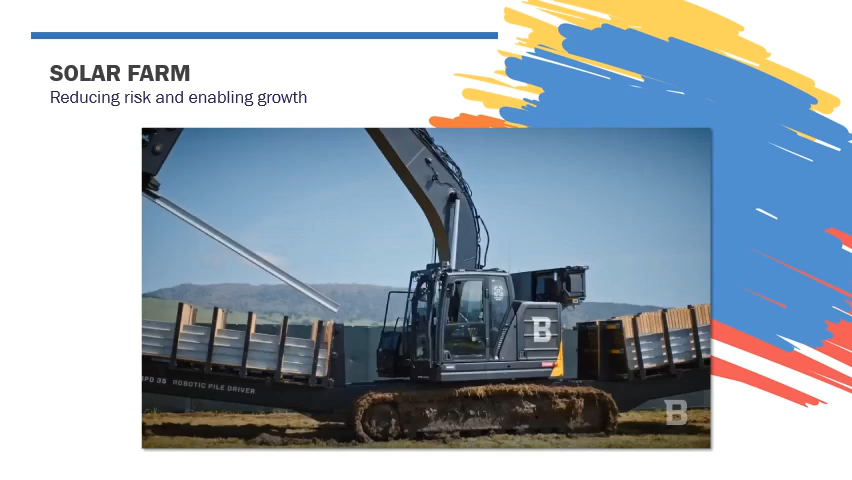 SOLAR FARM
Reducing risk and enabling growth
B
RPD 35 ROBOTIC PILE DRIVER
B